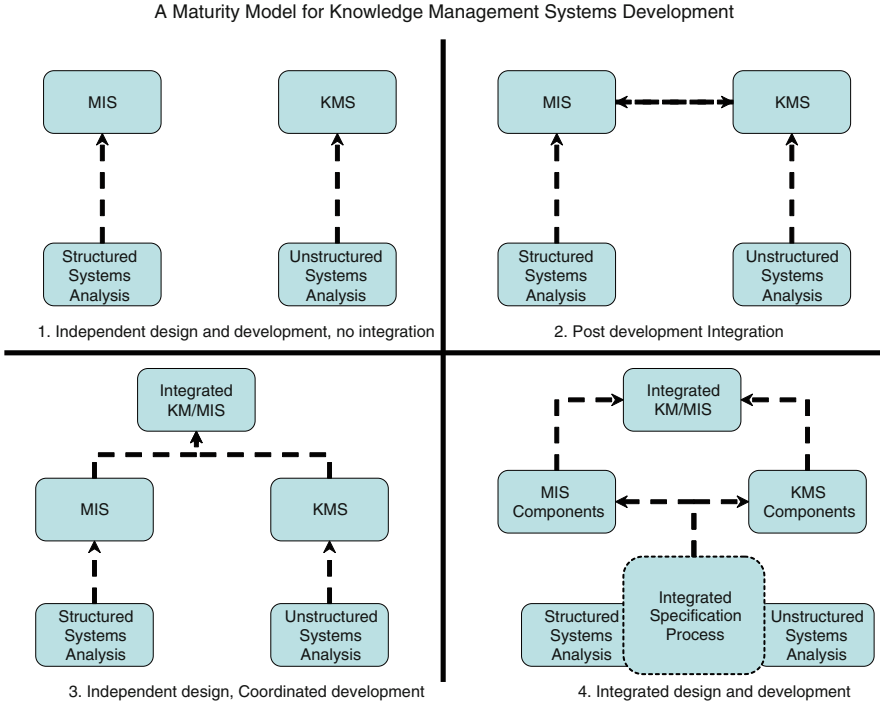 A Maturity Model for Knowledge Management Systems Development
MIS
KMS
Structured
Systems
Analysis
Unstructured
Systems
Analysis
1. Independent design and development, no integration
MIS
KMS
Structured
Systems
Analysis
Unstructured
Systems
Analysis
2. Post development Integration
Integrated
KM/MIS
MIS
KMS
Structured
Systems
Analysis
Unstructured
Systems
Analysis
3. Independent design, Coordinated development
Integrated
KM/MIS
MIS
Components
KMS
Components
Structured
Systems
Analysis
Integrated
Specification
Process
Unstructured
Systems
Analysis
4. Integrated design and development